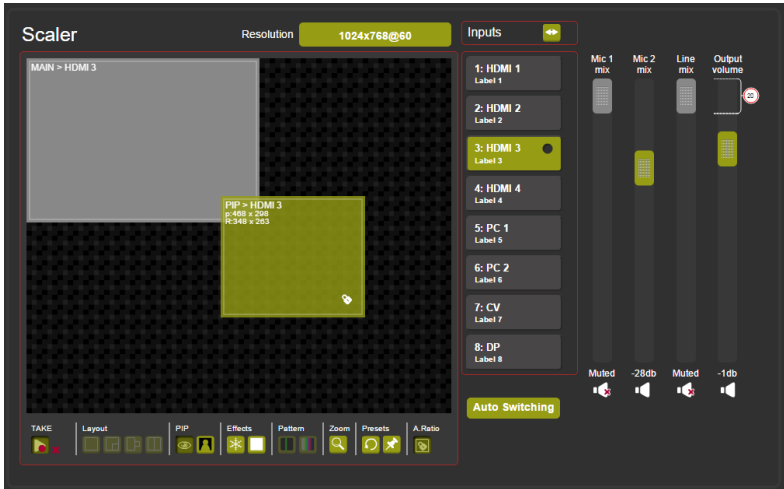 Scaler
Resolution
1024x768@60
Inputs
MAIN > HDMI 3
PIP > HDMI 3
p:468 x 298
R:348 x 263
1: HDMI 1
Label 1
2: HDMI 2
Label 2
3: HDMI 3
Label 3
4: HDMI 4
Label 4
5: PC 1
Label 5
6: PC 2
Label 6
7: CV
Label 7
8: DP
Label 8
Auto Switching
Mic 1 mix
Mic 2 mix
Line mix
Output volume
20
Muted
-28db
Muted
-1db
TAKE
Layout
PIP
Effects
Pattern
Zoom
Presets
A.Ratio